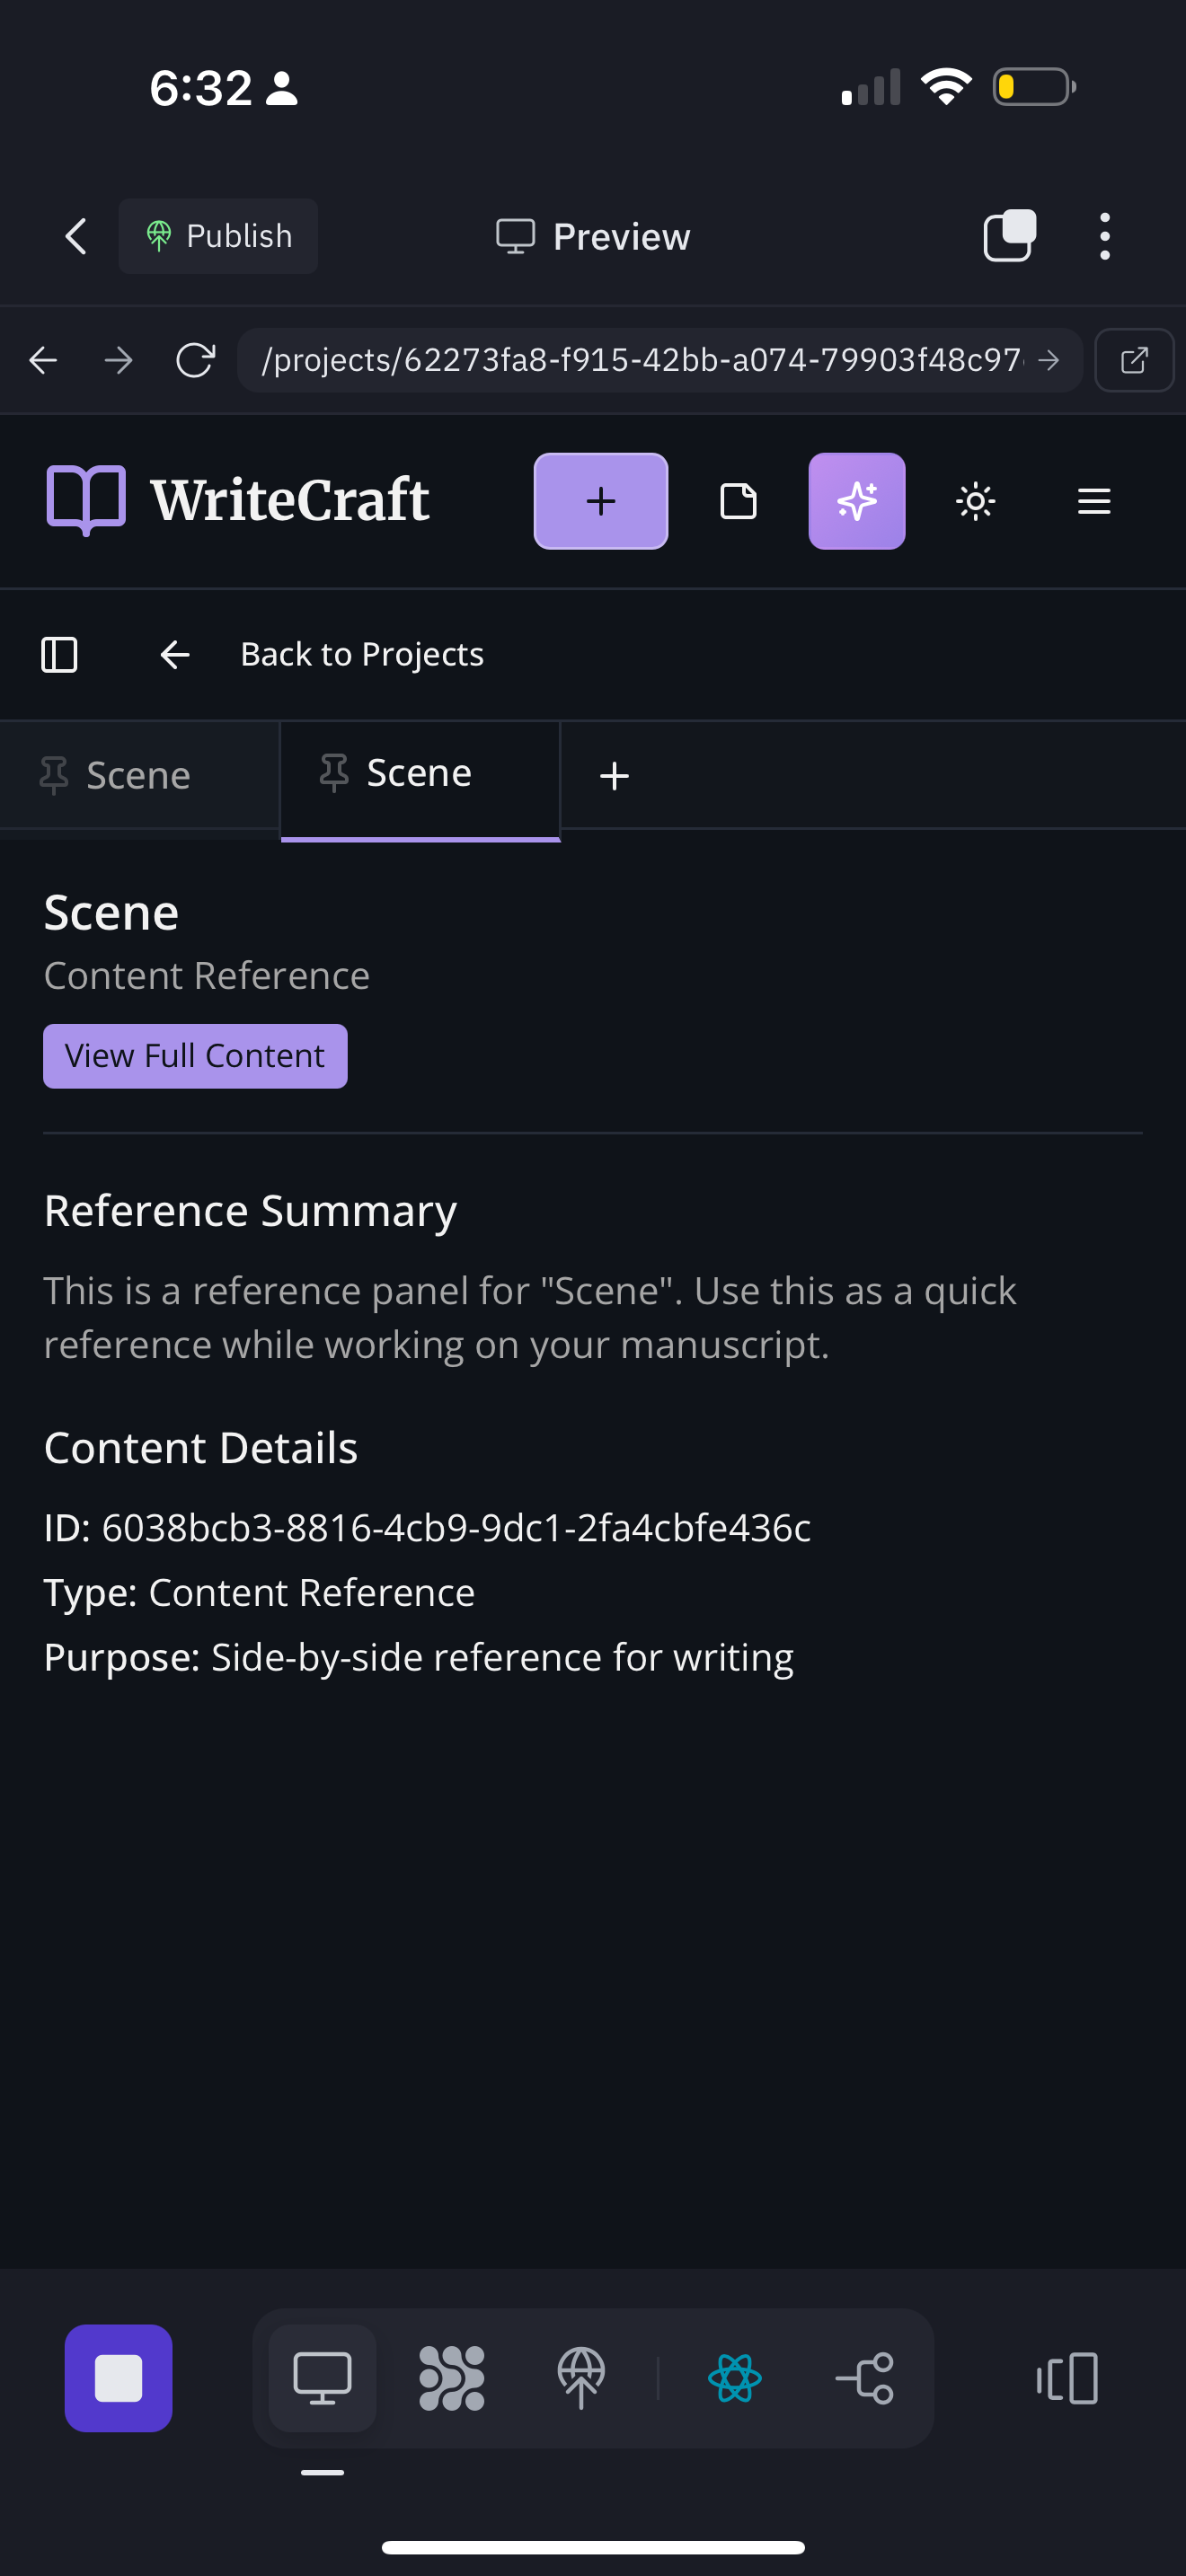 6:32
Publish
Preview
/projects/62273fa8-f915-42bb-a074-79903f48c97
WriteCraft
Back to Projects
Scene
Scene
Scene
Content Reference
View Full Content
Reference Summary
This is a reference panel for "Scene". Use this as a quick
reference while working on your manuscript.
Content Details
ID: 6038bcb3-8816-4cb9-9dc1-2fa4cbfe436c
Type: Content Reference
Purpose: Side-by-side reference for writing